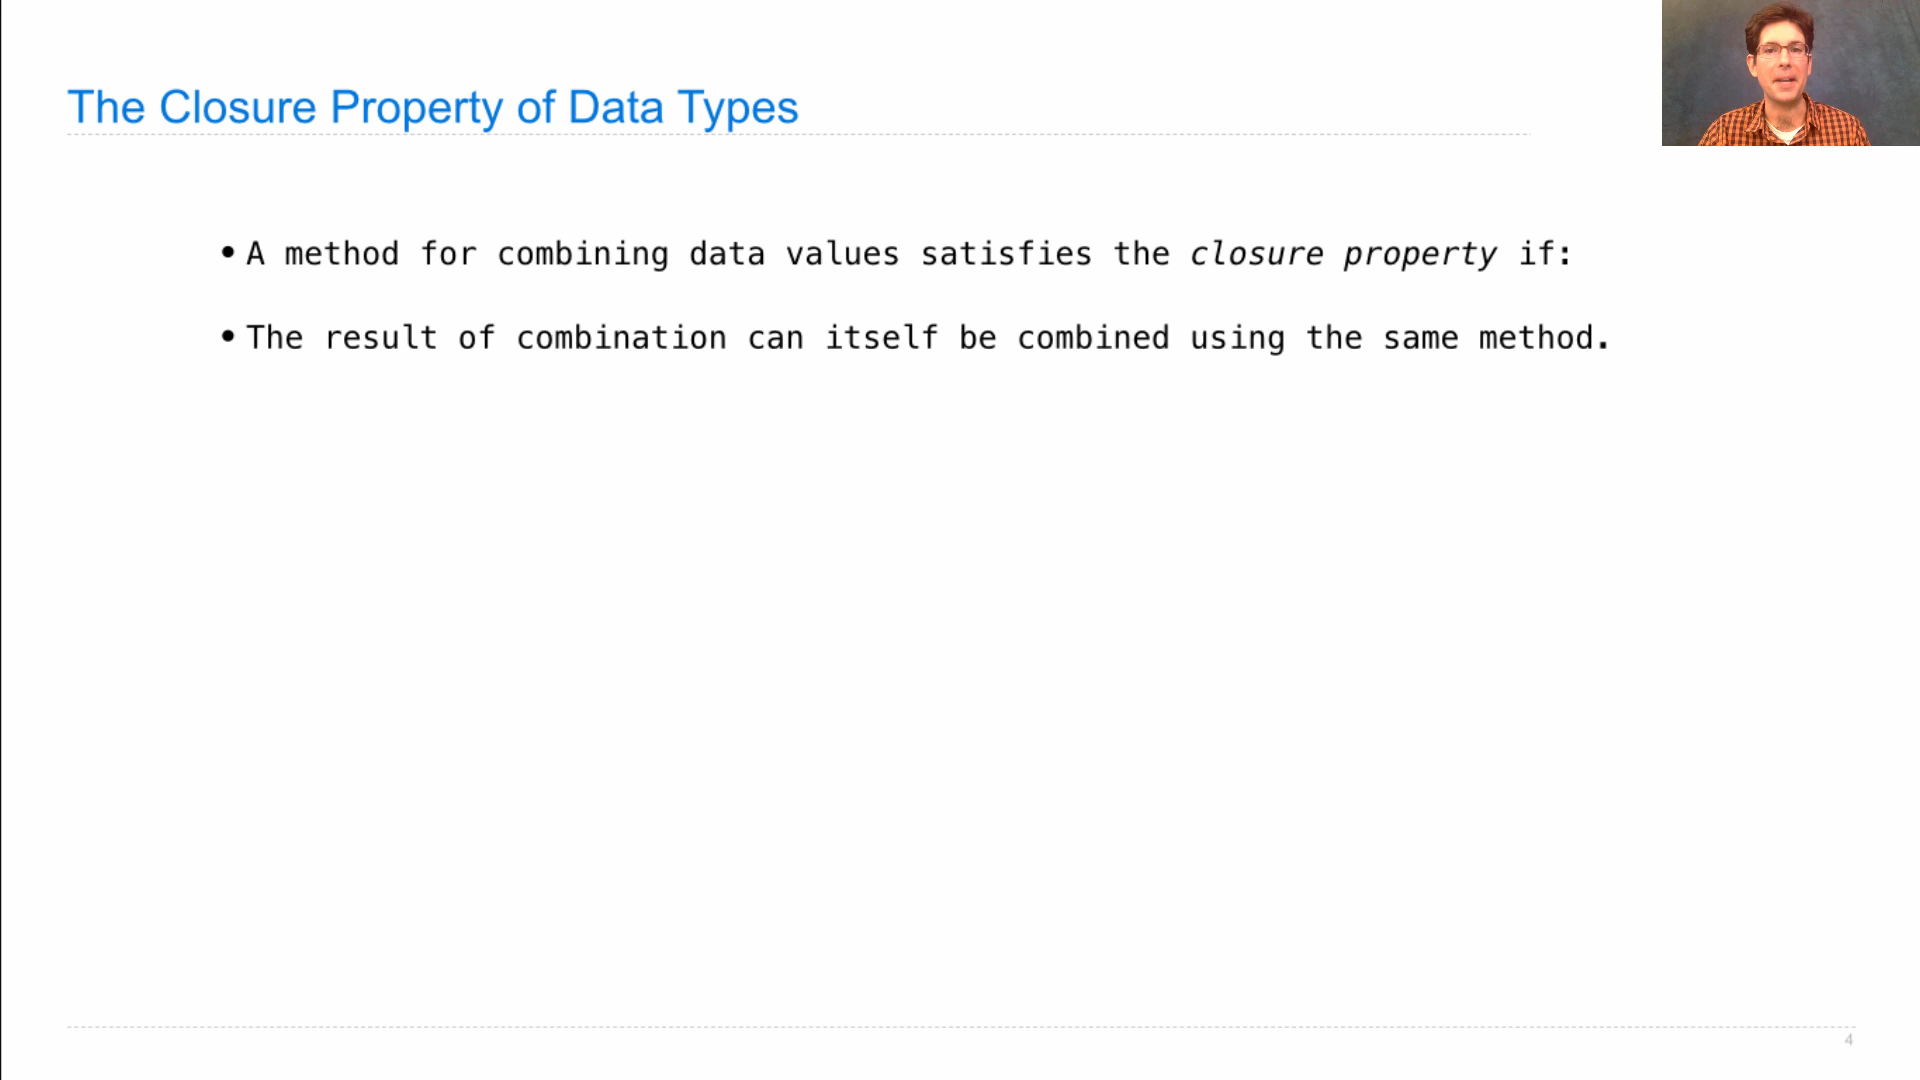 The Closure Property of Data Types
• A method for combining data values satisfies the closure property if:
• The result of combination can itself be combined using the same method.
4